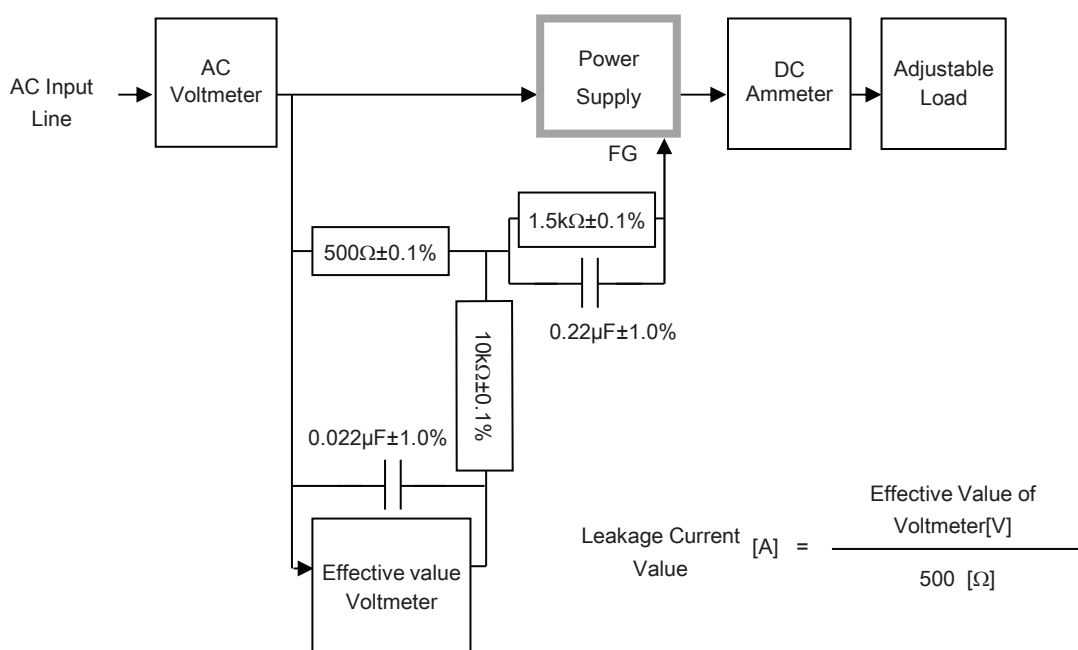 AC Input
Line
AC
Voltmeter
Power
Supply
DC
Ammeter
Adjustable
Load
FG
1.5kΩ±0.1%
500Ω±0.1%
0.22µF±1.0%
10kΩ±0.1%
0.022µF±1.0%
Effective value
Voltmeter
Leakage Current
Value
[A] =
Effective Value of
Voltmeter[V]
500 [Ω]